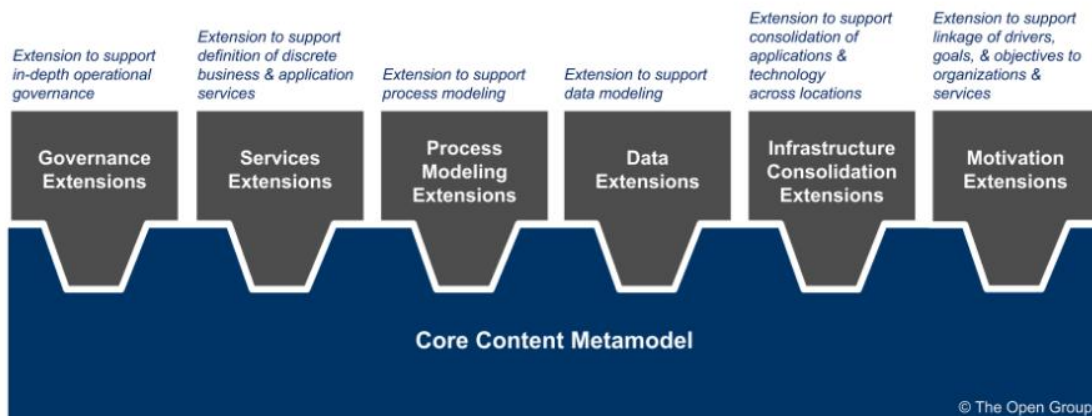 Extension to support
in-depth operational
governance
Extension to support
definition of discrete
business & application
services
Extension to support
process modeling
Extension to support
data modeling
Extension to support
consolidation of
applications &
technology
across locations
Extension to support
linkage of drivers,
goals, & objectives to
organizations &
services
Governance
Extensions
Services
Extensions
Process
Modeling
Extensions
Data
Extensions
Infrastructure
Consolidation
Extensions
Motivation
Extensions
Core Content Metamodel
© The Open Group